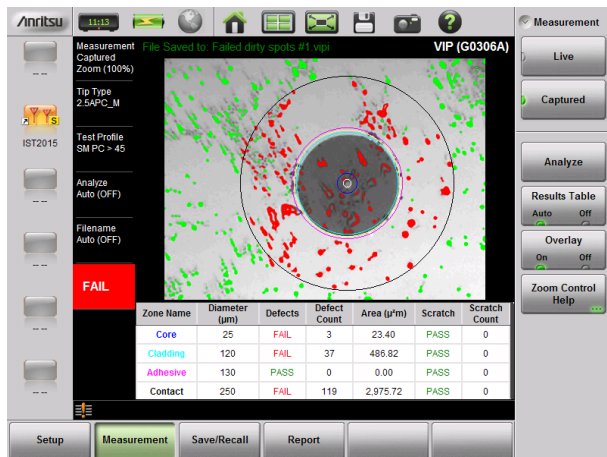 Anritsu
11:13
Measurement
Measurement
Captured
Zoom (100%)
File Saved to: Failed dirty spots #1.vipi
VIP (G0306A)
Tip Type
2.5APC_M
Test Profile
SM PC > 45
Analyze
Auto (OFF)
Filename
Auto (OFF)
FAIL
-- --
S
IST2015
-- --
-- --
-- --
-- --
Live
Captured
Analyze
Results Table
Auto Off
Overlay
On Off
Zoom Control
Help
Zone Name Diameter (µm) Defects Defect Count Area (µ²m) Scratch Scratch Count
Core 25 FAIL 3 23.40 PASS 0
Cladding 120 FAIL 37 486.82 PASS 0
Adhesive 130 PASS 0 0.00 PASS 0
Contact 250 FAIL 119 2,975.72 PASS 0
Setup Measurement Save/Recall Report